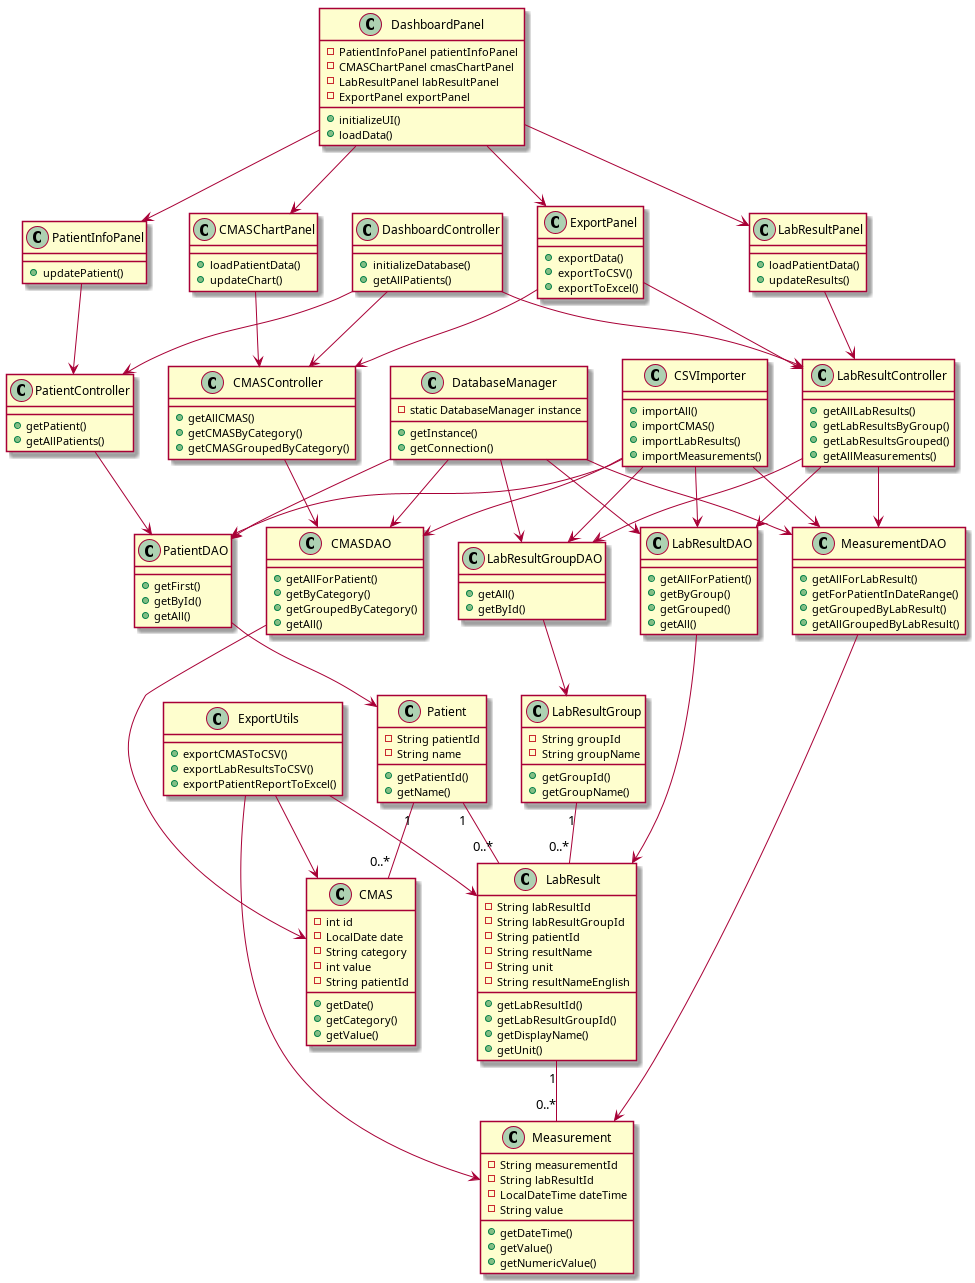 C DashboardPanel
PatientInfoPanel patientInfoPanel
CMASChartPanel cmasChartPanel
LabResultPanel labResultPanel
ExportPanel exportPanel
initializeUI()
loadData()
C PatientInfoPanel
updatePatient()
C CMASChartPanel
loadPatientData()
updateChart()
C DashboardController
initializeDatabase()
getAllPatients()
C ExportPanel
exportData()
exportToCSV()
exportToExcel()
C LabResultPanel
loadPatientData()
updateResults()
C PatientController
getPatient()
getAllPatients()
C CMASController
getAllCMAS()
getCMASByCategory()
getCMASGroupedByCategory()
C DatabaseManager
static DatabaseManager instance
getInstance()
getConnection()
C CSVImporter
importAll()
importCMAS()
importLabResults()
importMeasurements()
C LabResultController
getAllLabResults()
getLabResultsByGroup()
getLabResultsGrouped()
getAllMeasurements()
C PatientDAO
getFirst()
getById()
getAll()
C CMASDAO
getAllForPatient()
getByCategory()
getGroupedByCategory()
getAll()
C LabResultGroupDAO
getAll()
getById()
C LabResultDAO
getAllForPatient()
getByGroup()
getGrouped()
getAll()
C MeasurementDAO
getAllForLabResult()
getForPatientInDateRange()
getGroupedByLabResult()
getAllGroupedByLabResult()
C ExportUtils
exportCMASToCSV()
exportLabResultsToCSV()
exportPatientReportToExcel()
C Patient
String patientId
String name
getPatientId()
getName()
C LabResultGroup
String groupId
String groupName
getGroupId()
getGroupName()
1
1
1
0..*
0..*
0..*
C CMAS
int id
LocalDate date
String category
int value
String patientId
getDate()
getCategory()
getValue()
C LabResult
String labResultId
String labResultGroupId
String patientId
String resultName
String unit
String resultNameEnglish
getLabResultId()
getLabResultGroupId()
getDisplayName()
getUnit()
1
0..*
C Measurement
String measurementId
String labResultId
LocalDateTime dateTime
String value
getDateTime()
getValue()
getNumericValue()